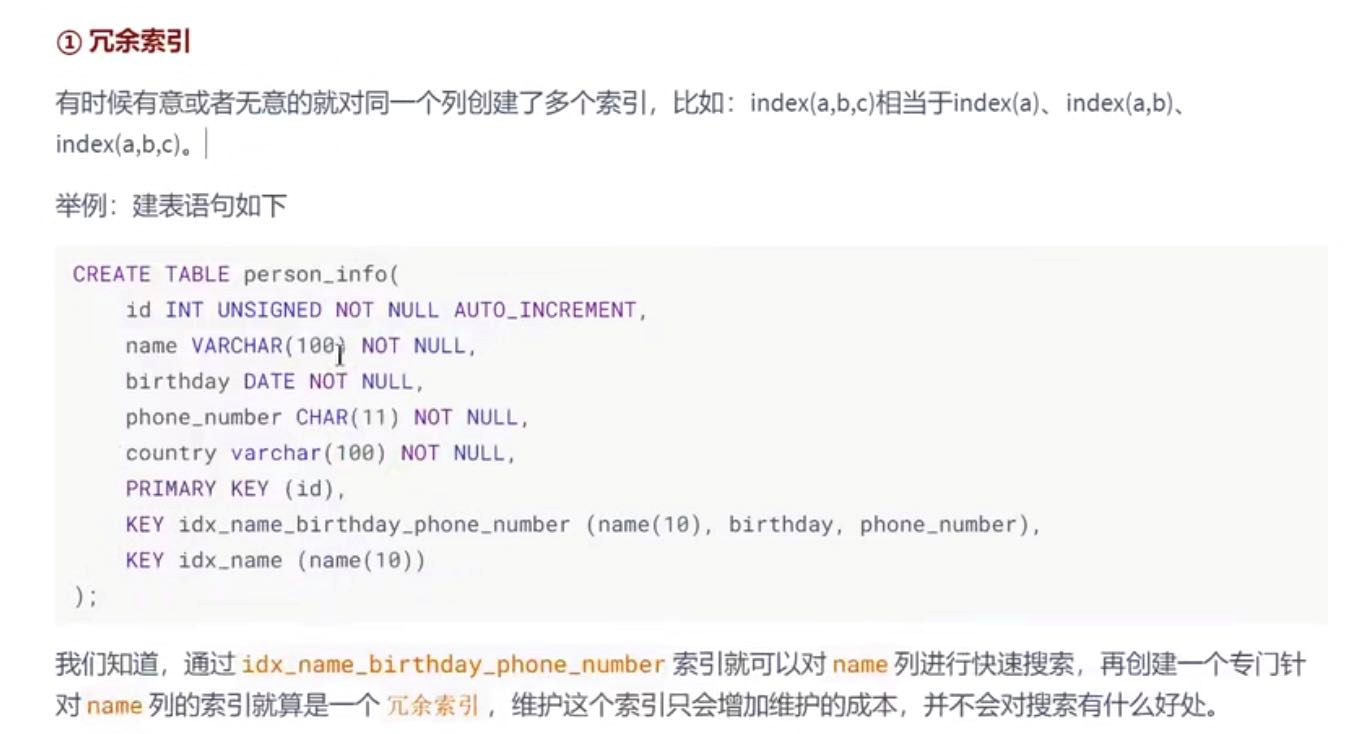 ① 冗余索引
有时候有意或者无意的就对同一个列创建了多个索引，比如：index(a,b,c)相当于index(a)、index(a,b)、
index(a,b,c)。
举例：建表语句如下
CREATE TABLE person_info(
    id INT UNSIGNED NOT NULL AUTO_INCREMENT,
    name VARCHAR(100) NOT NULL,
    birthday DATE NOT NULL,
    phone_number CHAR(11) NOT NULL,
    country varchar(100) NOT NULL,
    PRIMARY KEY (id),
    KEY idx_name_birthday_phone_number (name(10), birthday, phone_number),
    KEY idx_name (name(10))
);
我们知道，通过 idx_name_birthday_phone_number 索引就可以对 name 列进行快速搜索，再创建一个专门针
对 name 列的索引就算是一个 冗余索引 ，维护这个索引只会增加维护的成本，并不会对搜索有什么好处。